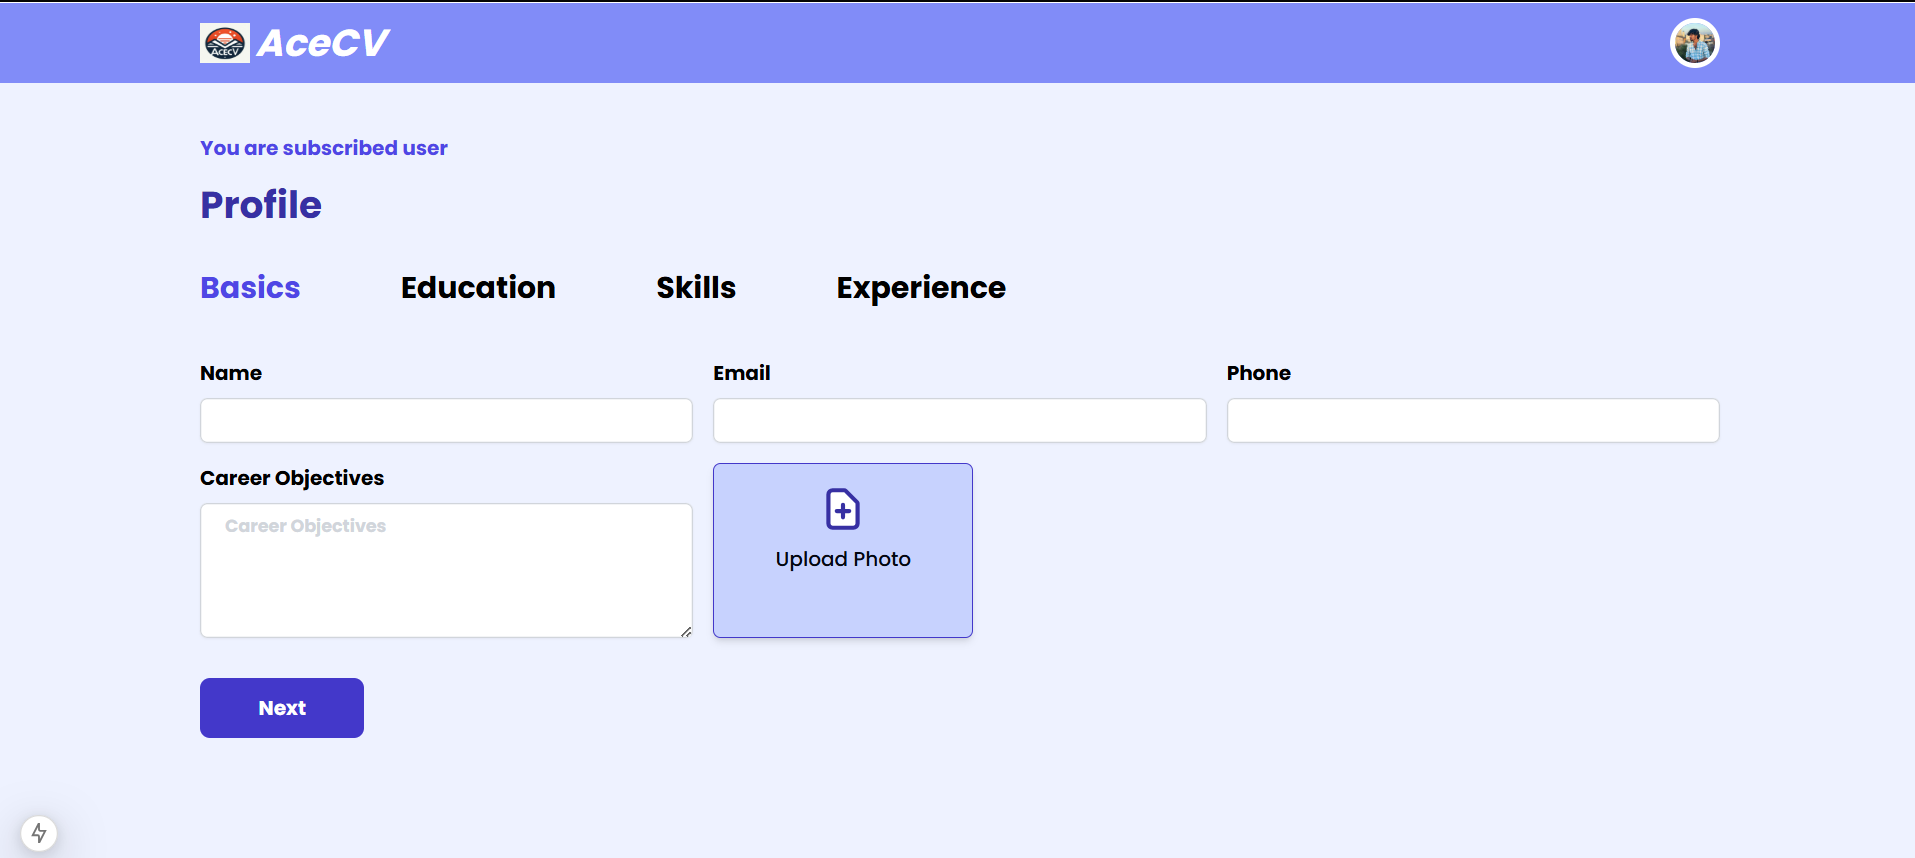 ACECV
AceCV
You are subscribed user
Profile
Basics Education Skills Experience
Name Email Phone
Career Objectives
Career Objectives
Upload Photo
Next